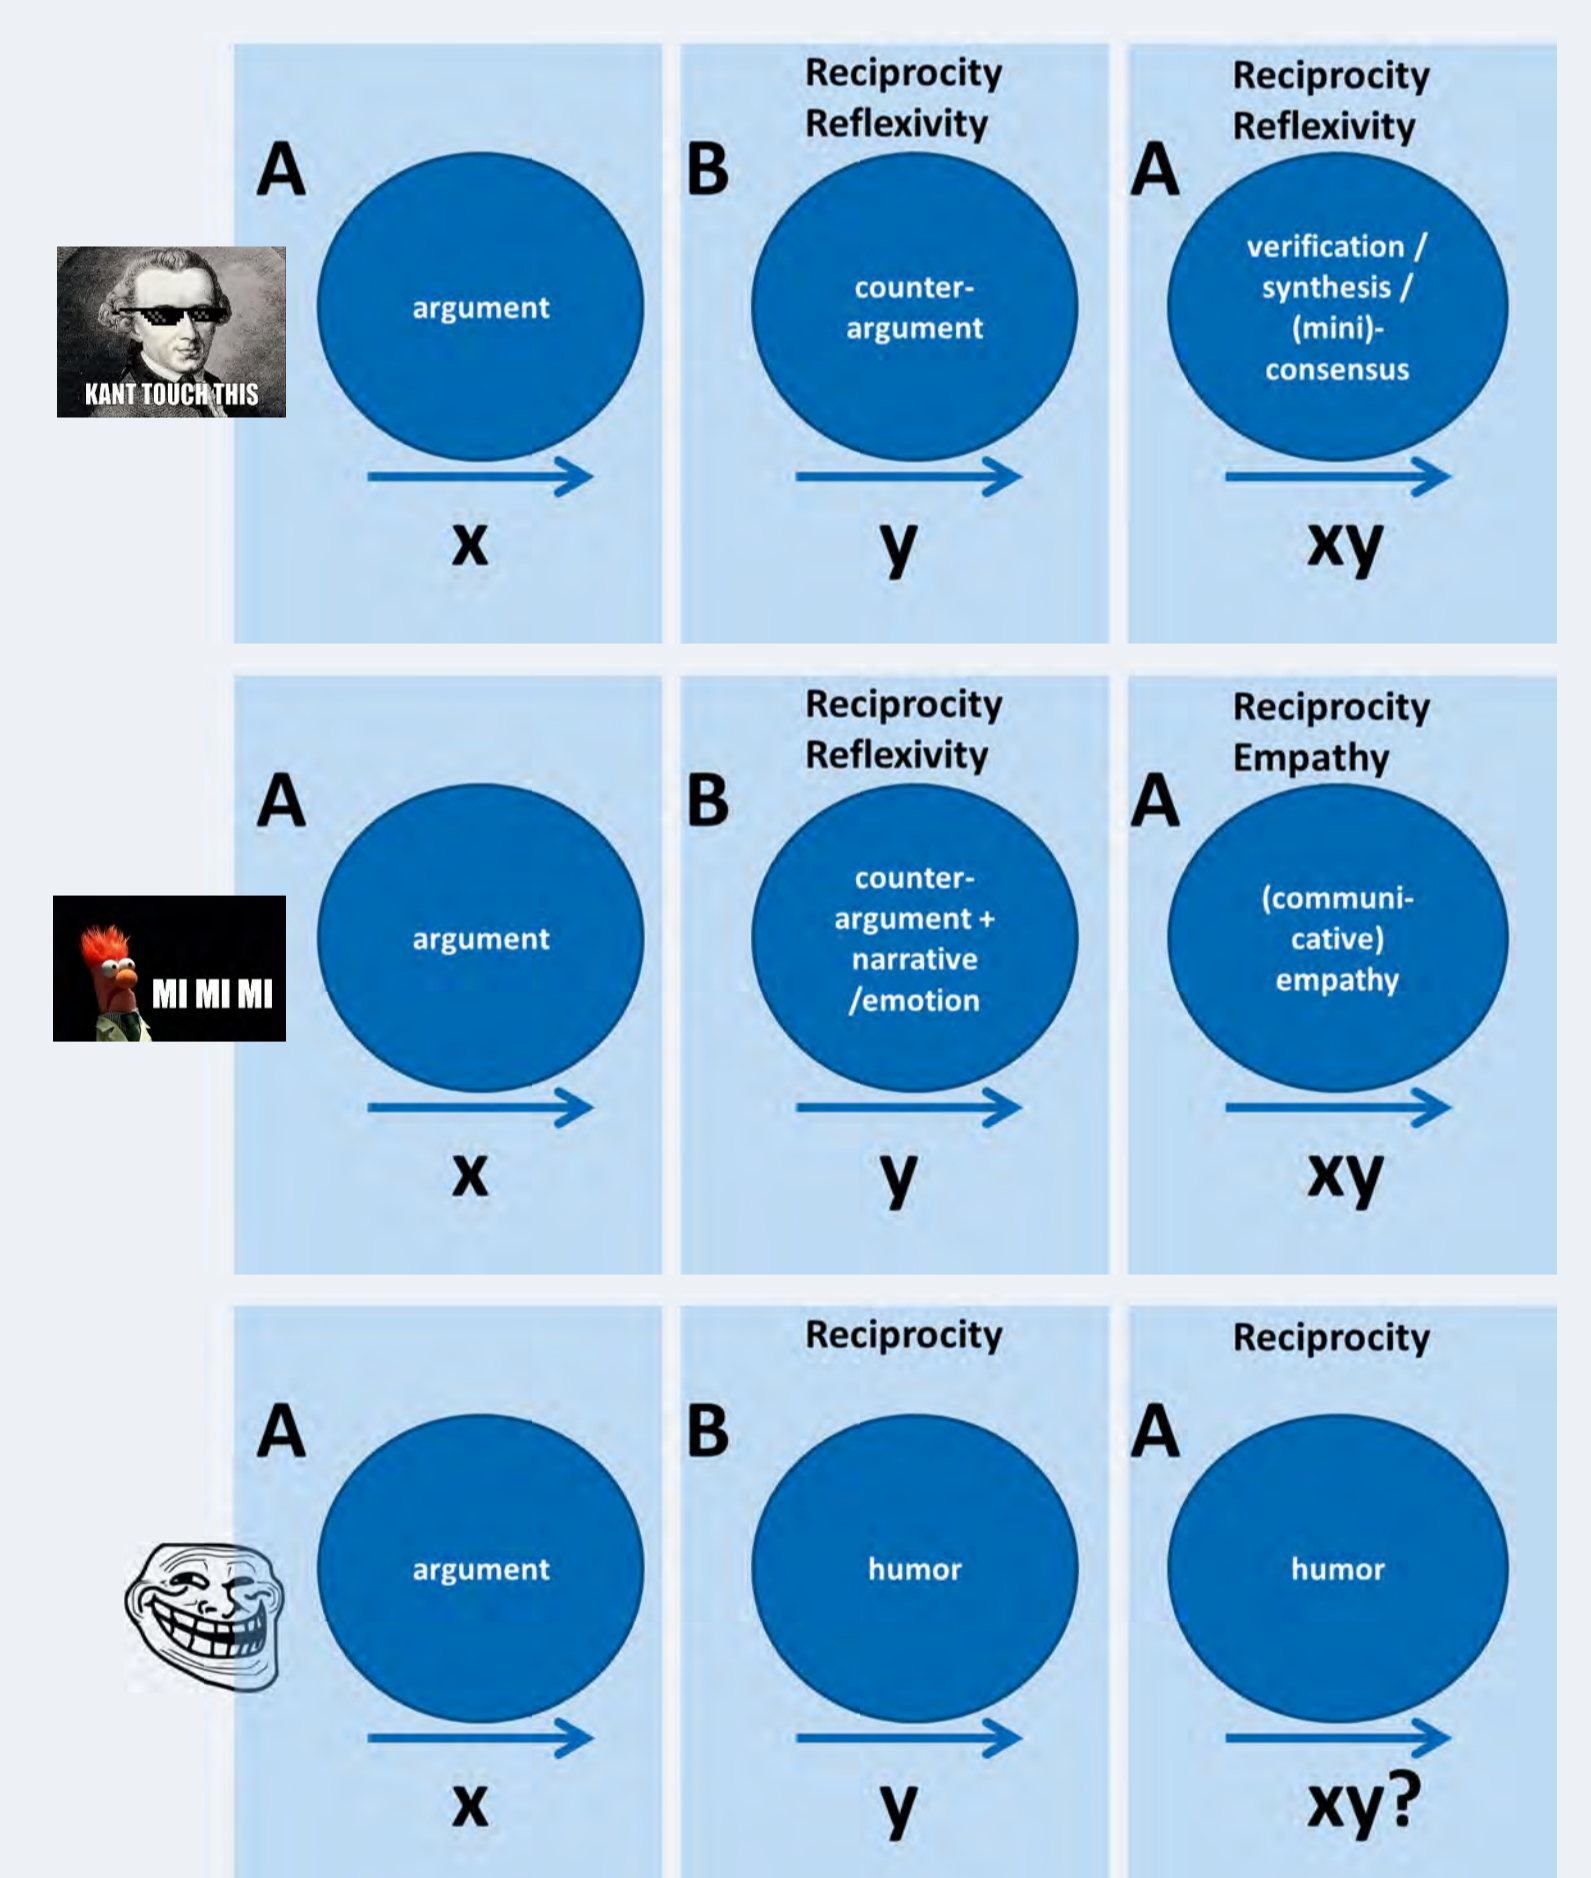 Reciprocity
Reflexivity
Reciprocity
Reflexivity
A
B
A
argument
counter-
argument
verification /
synthesis /
(mini)-
consensus
KANT TOUCH THIS
x
y
xy
Reciprocity
Reflexivity
Reciprocity
Empathy
A
B
A
argument
counter-
argument +
narrative
/emotion
(communi-
cative)
empathy
MI MI MI
x
y
xy
Reciprocity
Reciprocity
A
B
A
argument
humor
humor
x
y
xy?